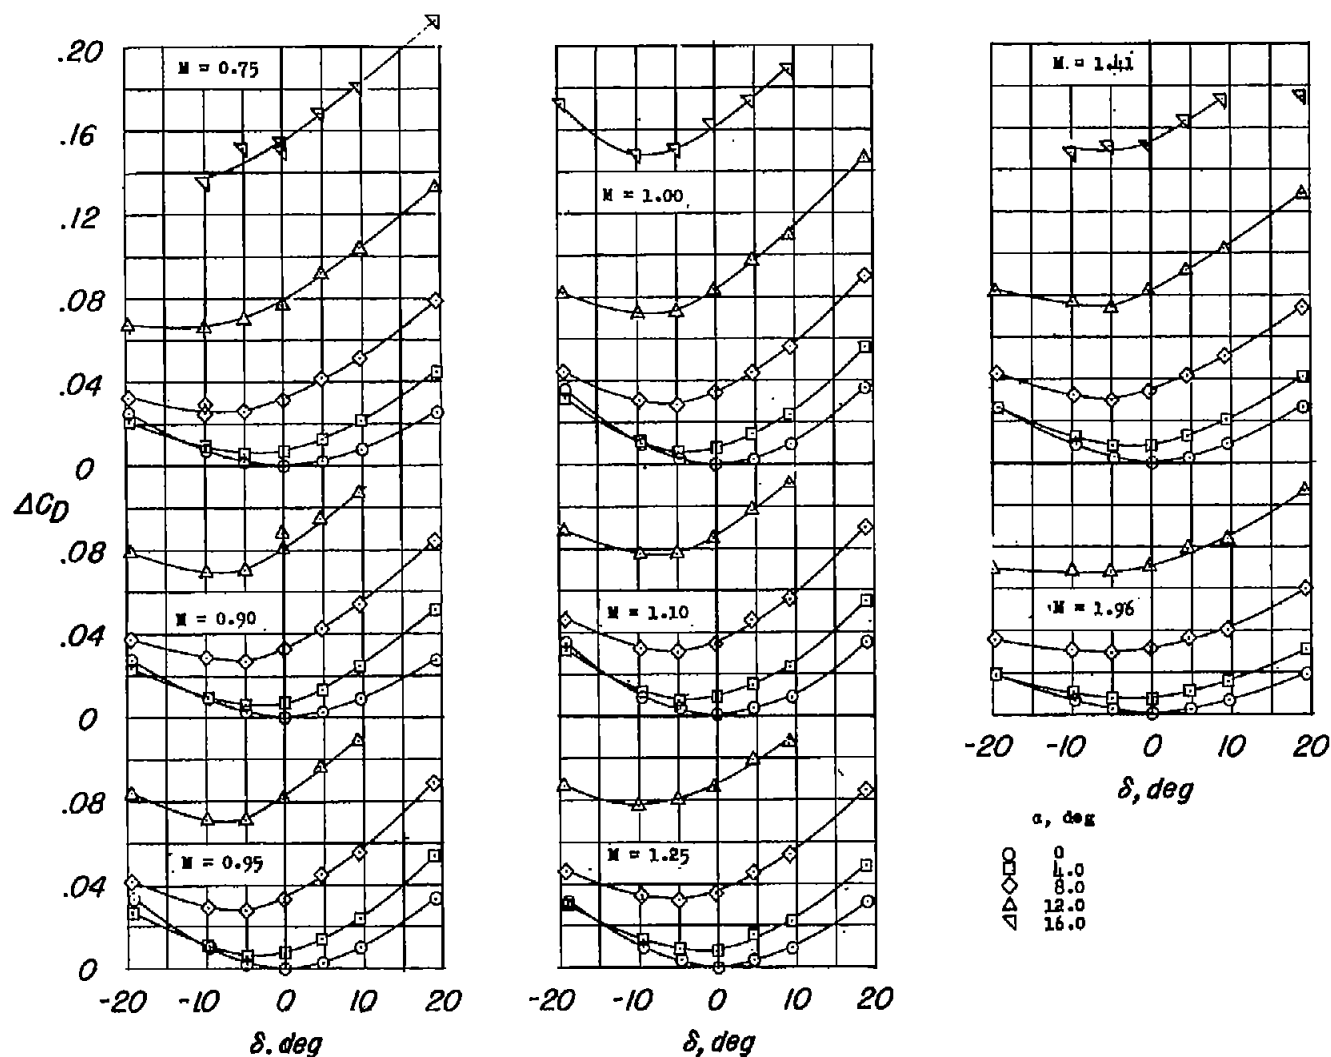 .20
.16
.12
.08
.04
0
ΔC_D
.08
.04
0
.08
.04
0
M = 0.75
M = 0.90
M = 0.95
-20 -10 0 10 20
δ. deg
M = 1.00
M = 1.10
M = 1.25
-20 -10 0 10 20
δ, deg
M = 1.41
M = 1.96
-20 -10 0 10 20
δ, deg
α, deg
0
4.0
8.0
12.0
16.0